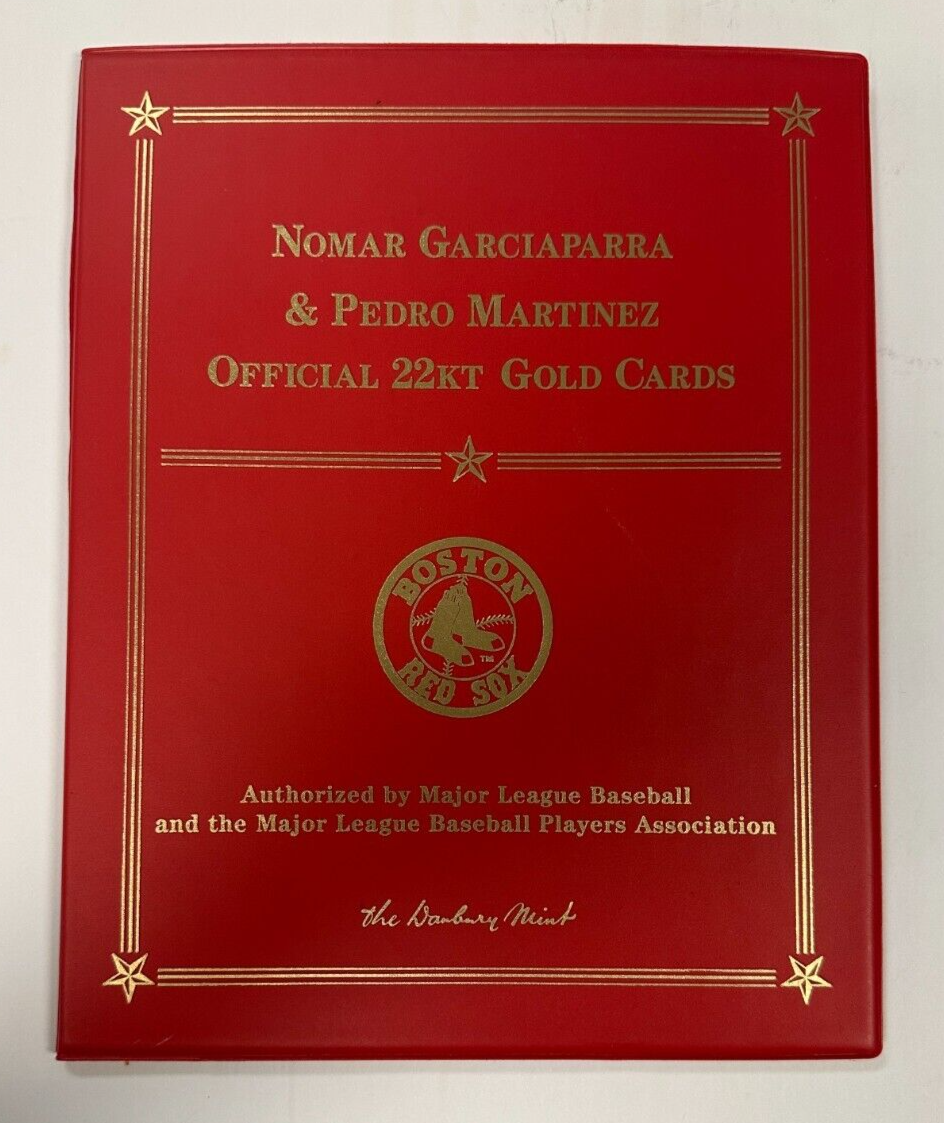 NOMAR GARCIAPARRA
& PEDRO MARTINEZ
OFFICIAL 22KT GOLD CARDS
BOSTON
TM
RED SOX
Authorized by Major League Baseball
and the Major League Baseball Players Association
the Danbury Mint